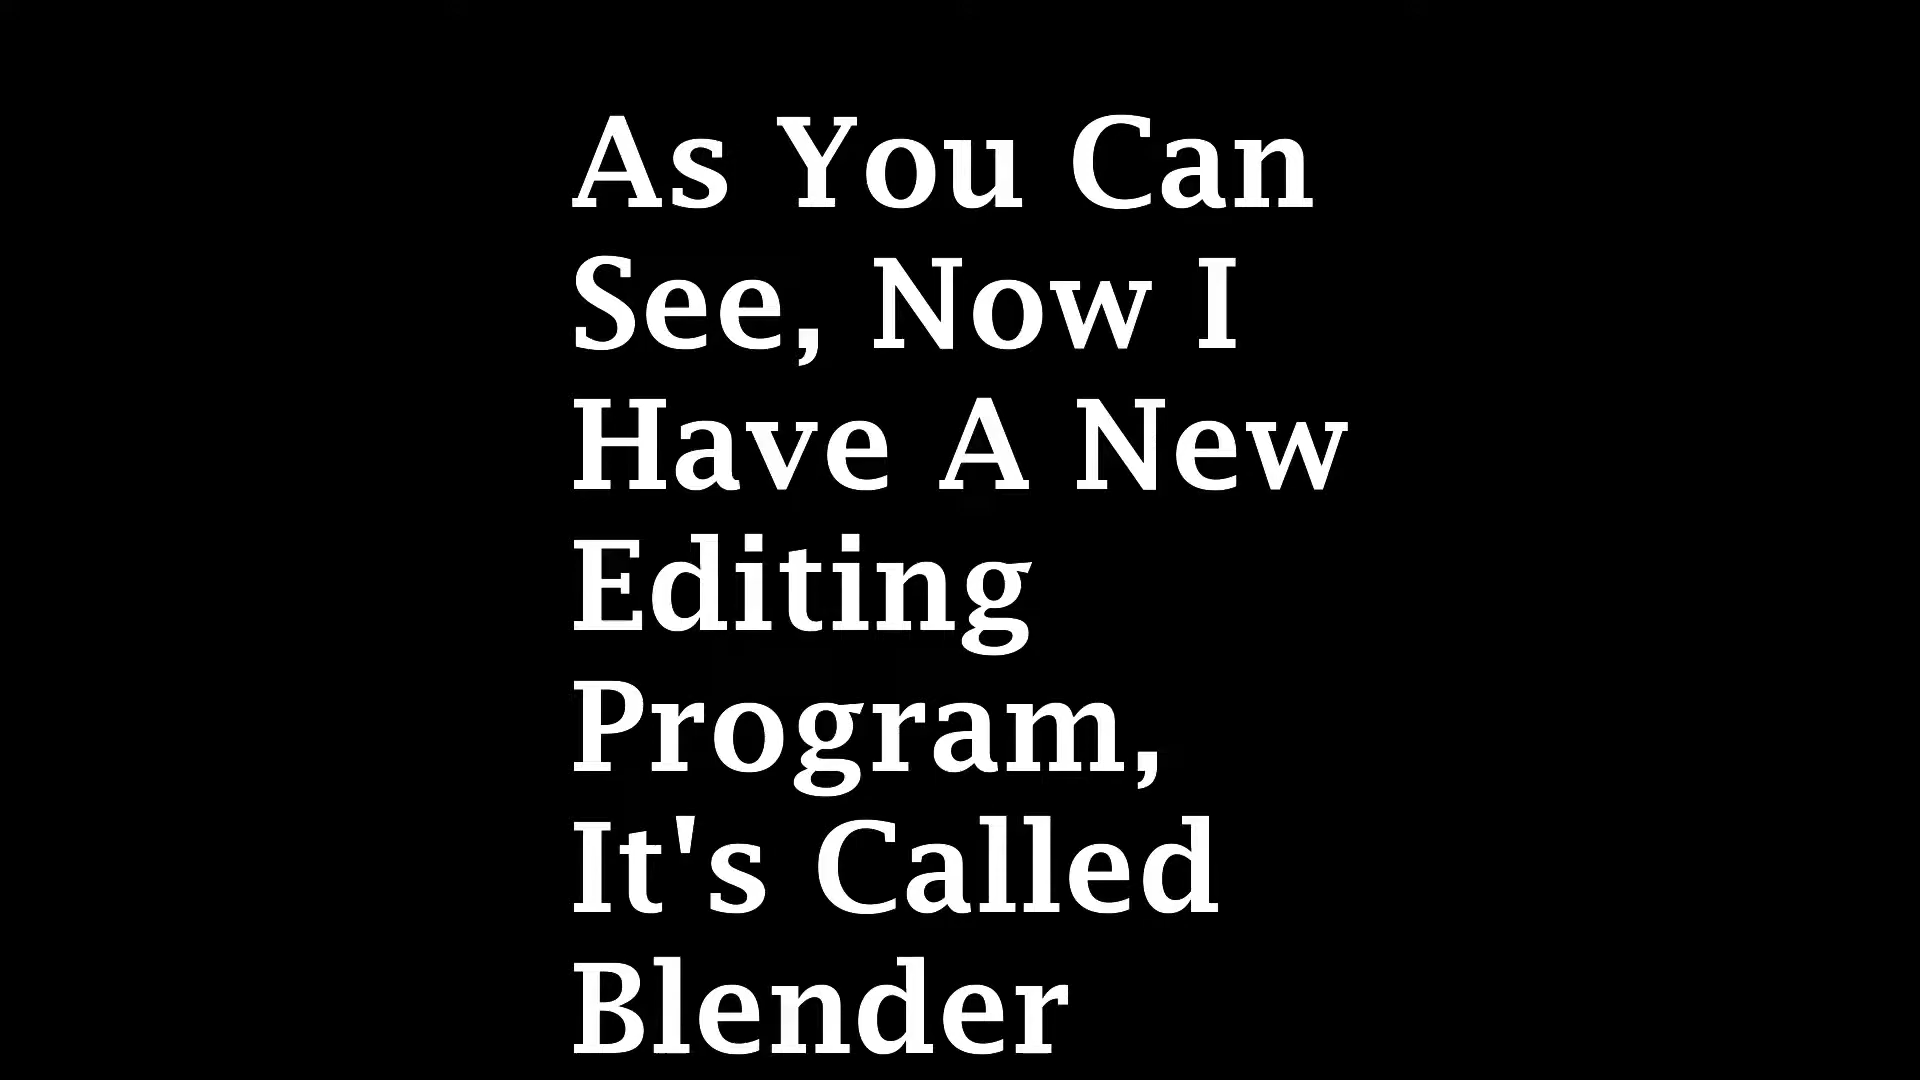 As You Can
See, Now I
Have A New
Editing
Program,
It's Called
Blender